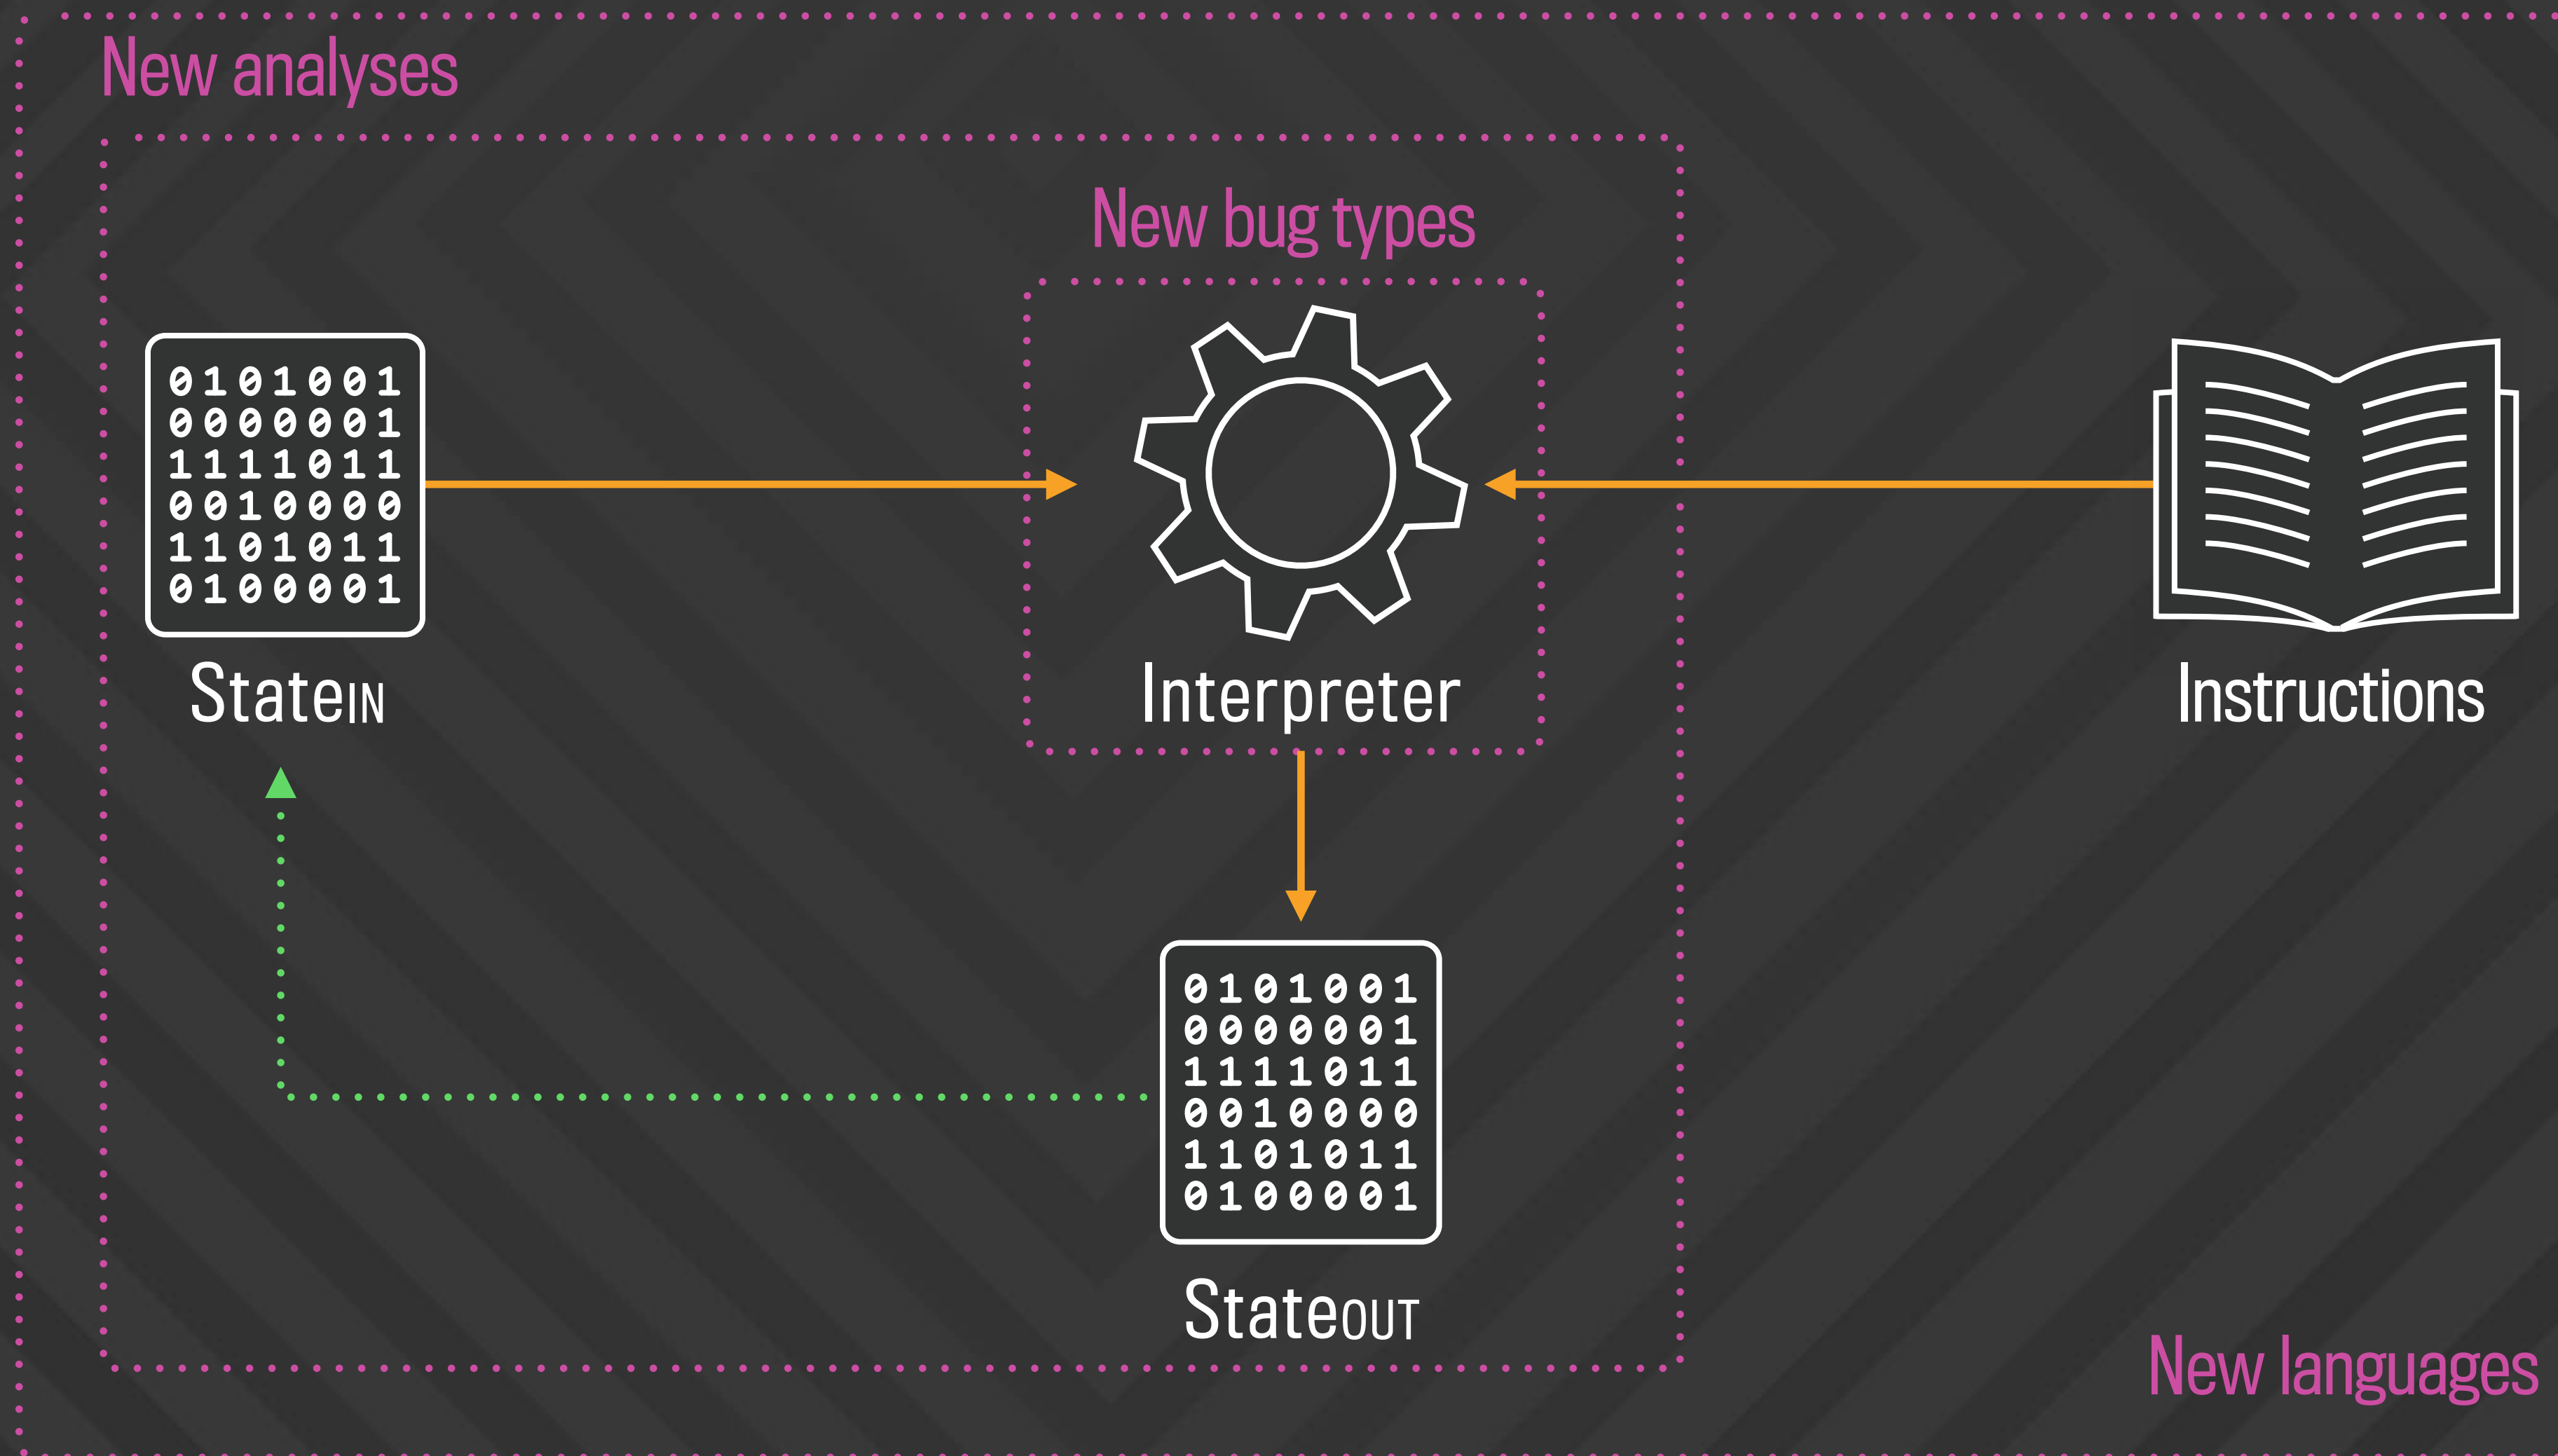 New analyses
New bug types
0101001
0000001
1111011
0010000
1101011
0100001
StateIN
Interpreter
Instructions
0101001
0000001
1111011
0010000
1101011
0100001
StateOUT
New languages